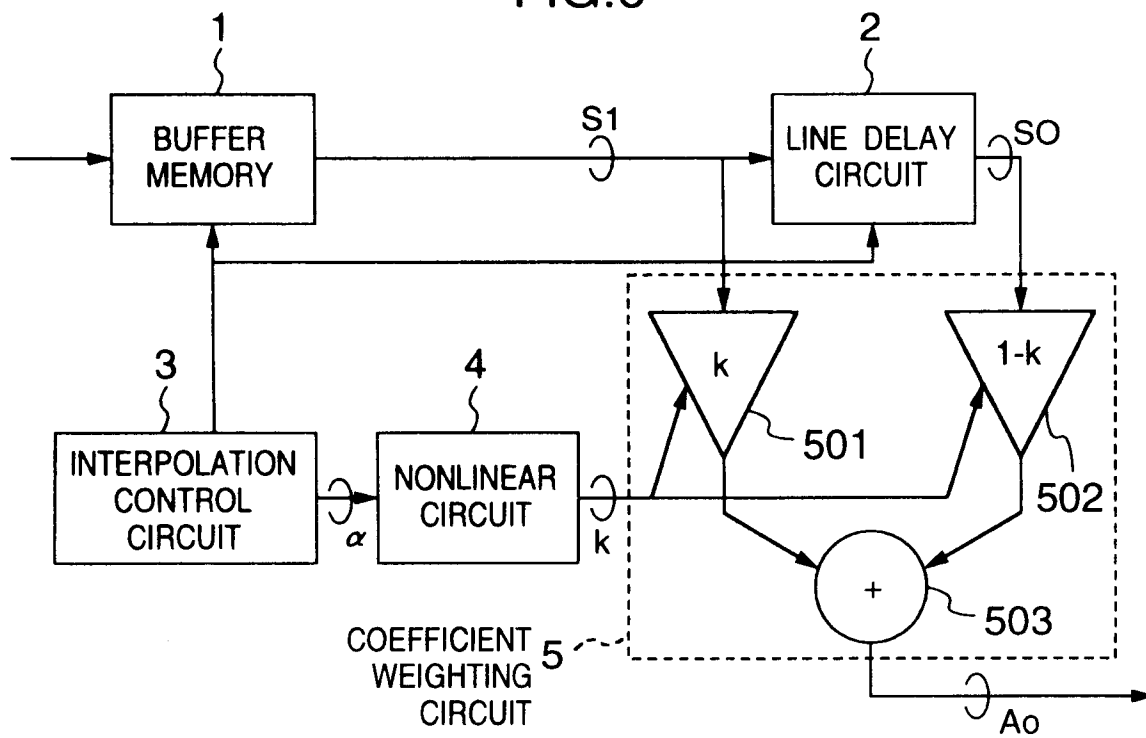 1
2
BUFFER
MEMORY
S1
LINE DELAY
CIRCUIT
SO
3
4
k
1-k
501
502
INTERPOLATION
CONTROL
CIRCUIT
α
NONLINEAR
CIRCUIT
k
+
503
COEFFICIENT
WEIGHTING
CIRCUIT
5
Ao